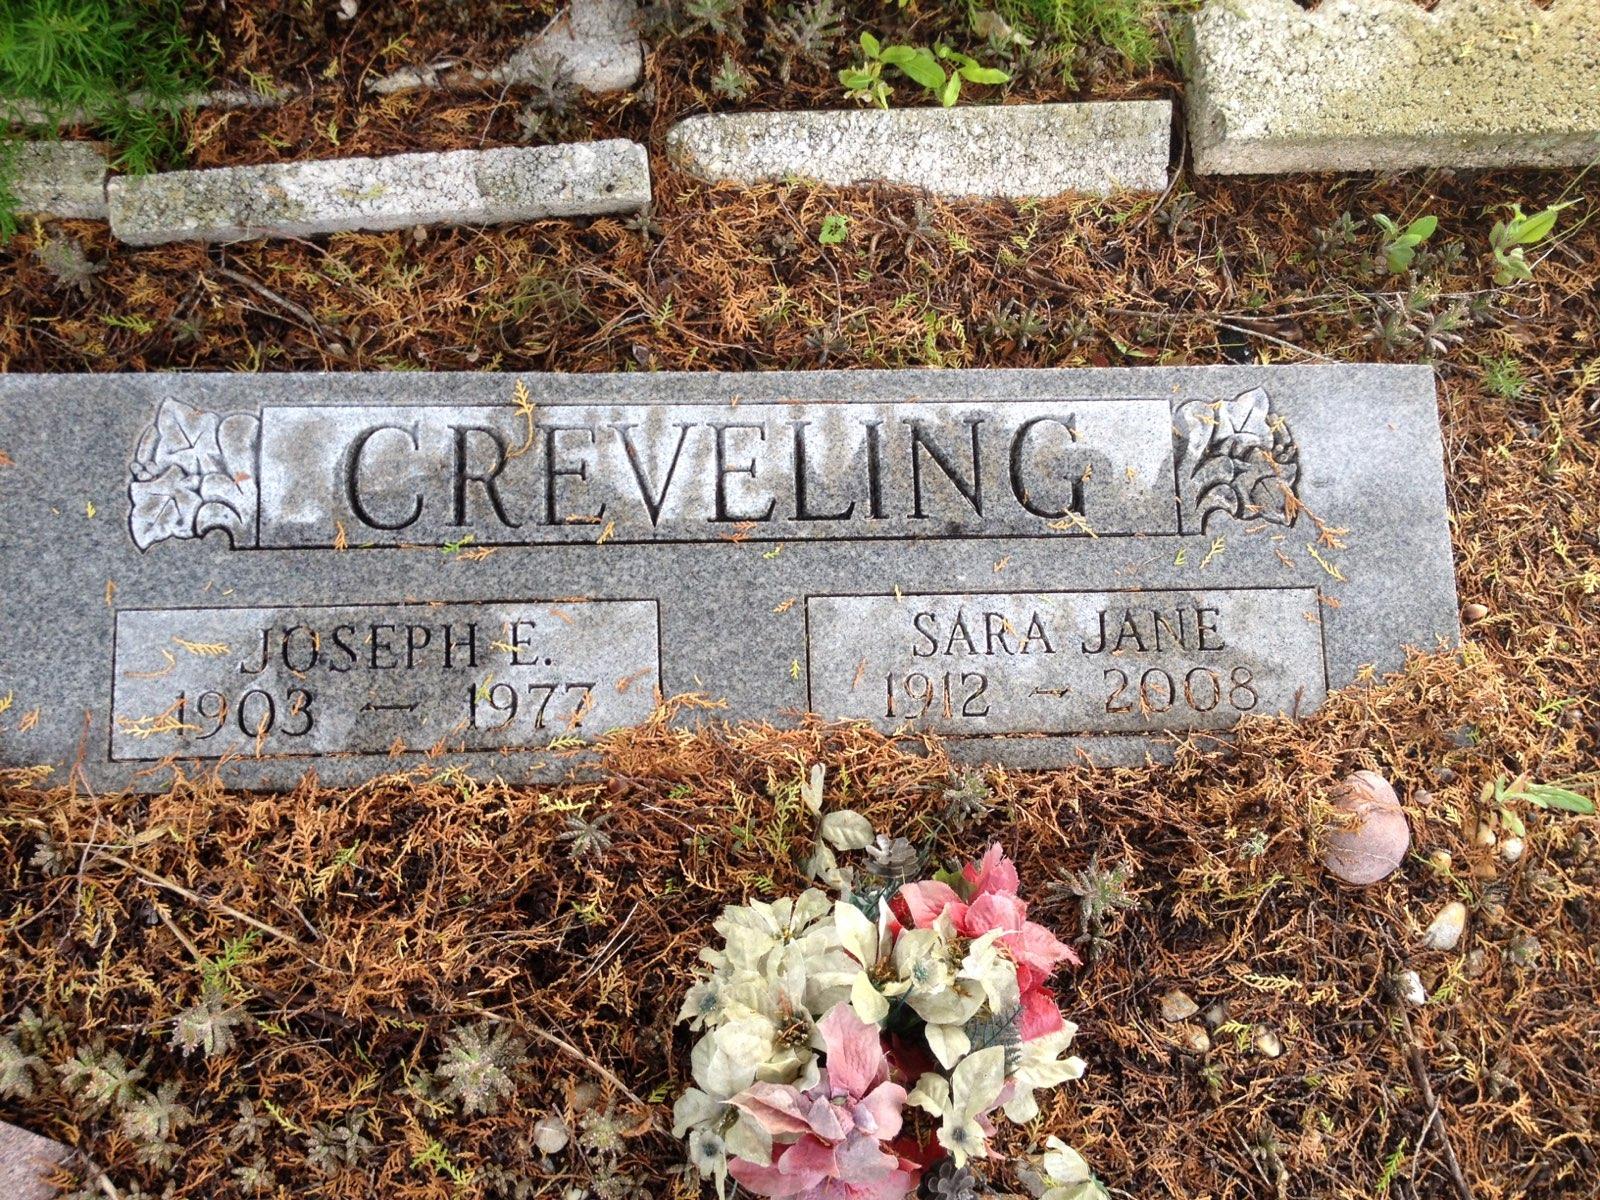 CREVELING
JOSEPH E.
1903 - 1977
SARA JANE
1912 - 2008